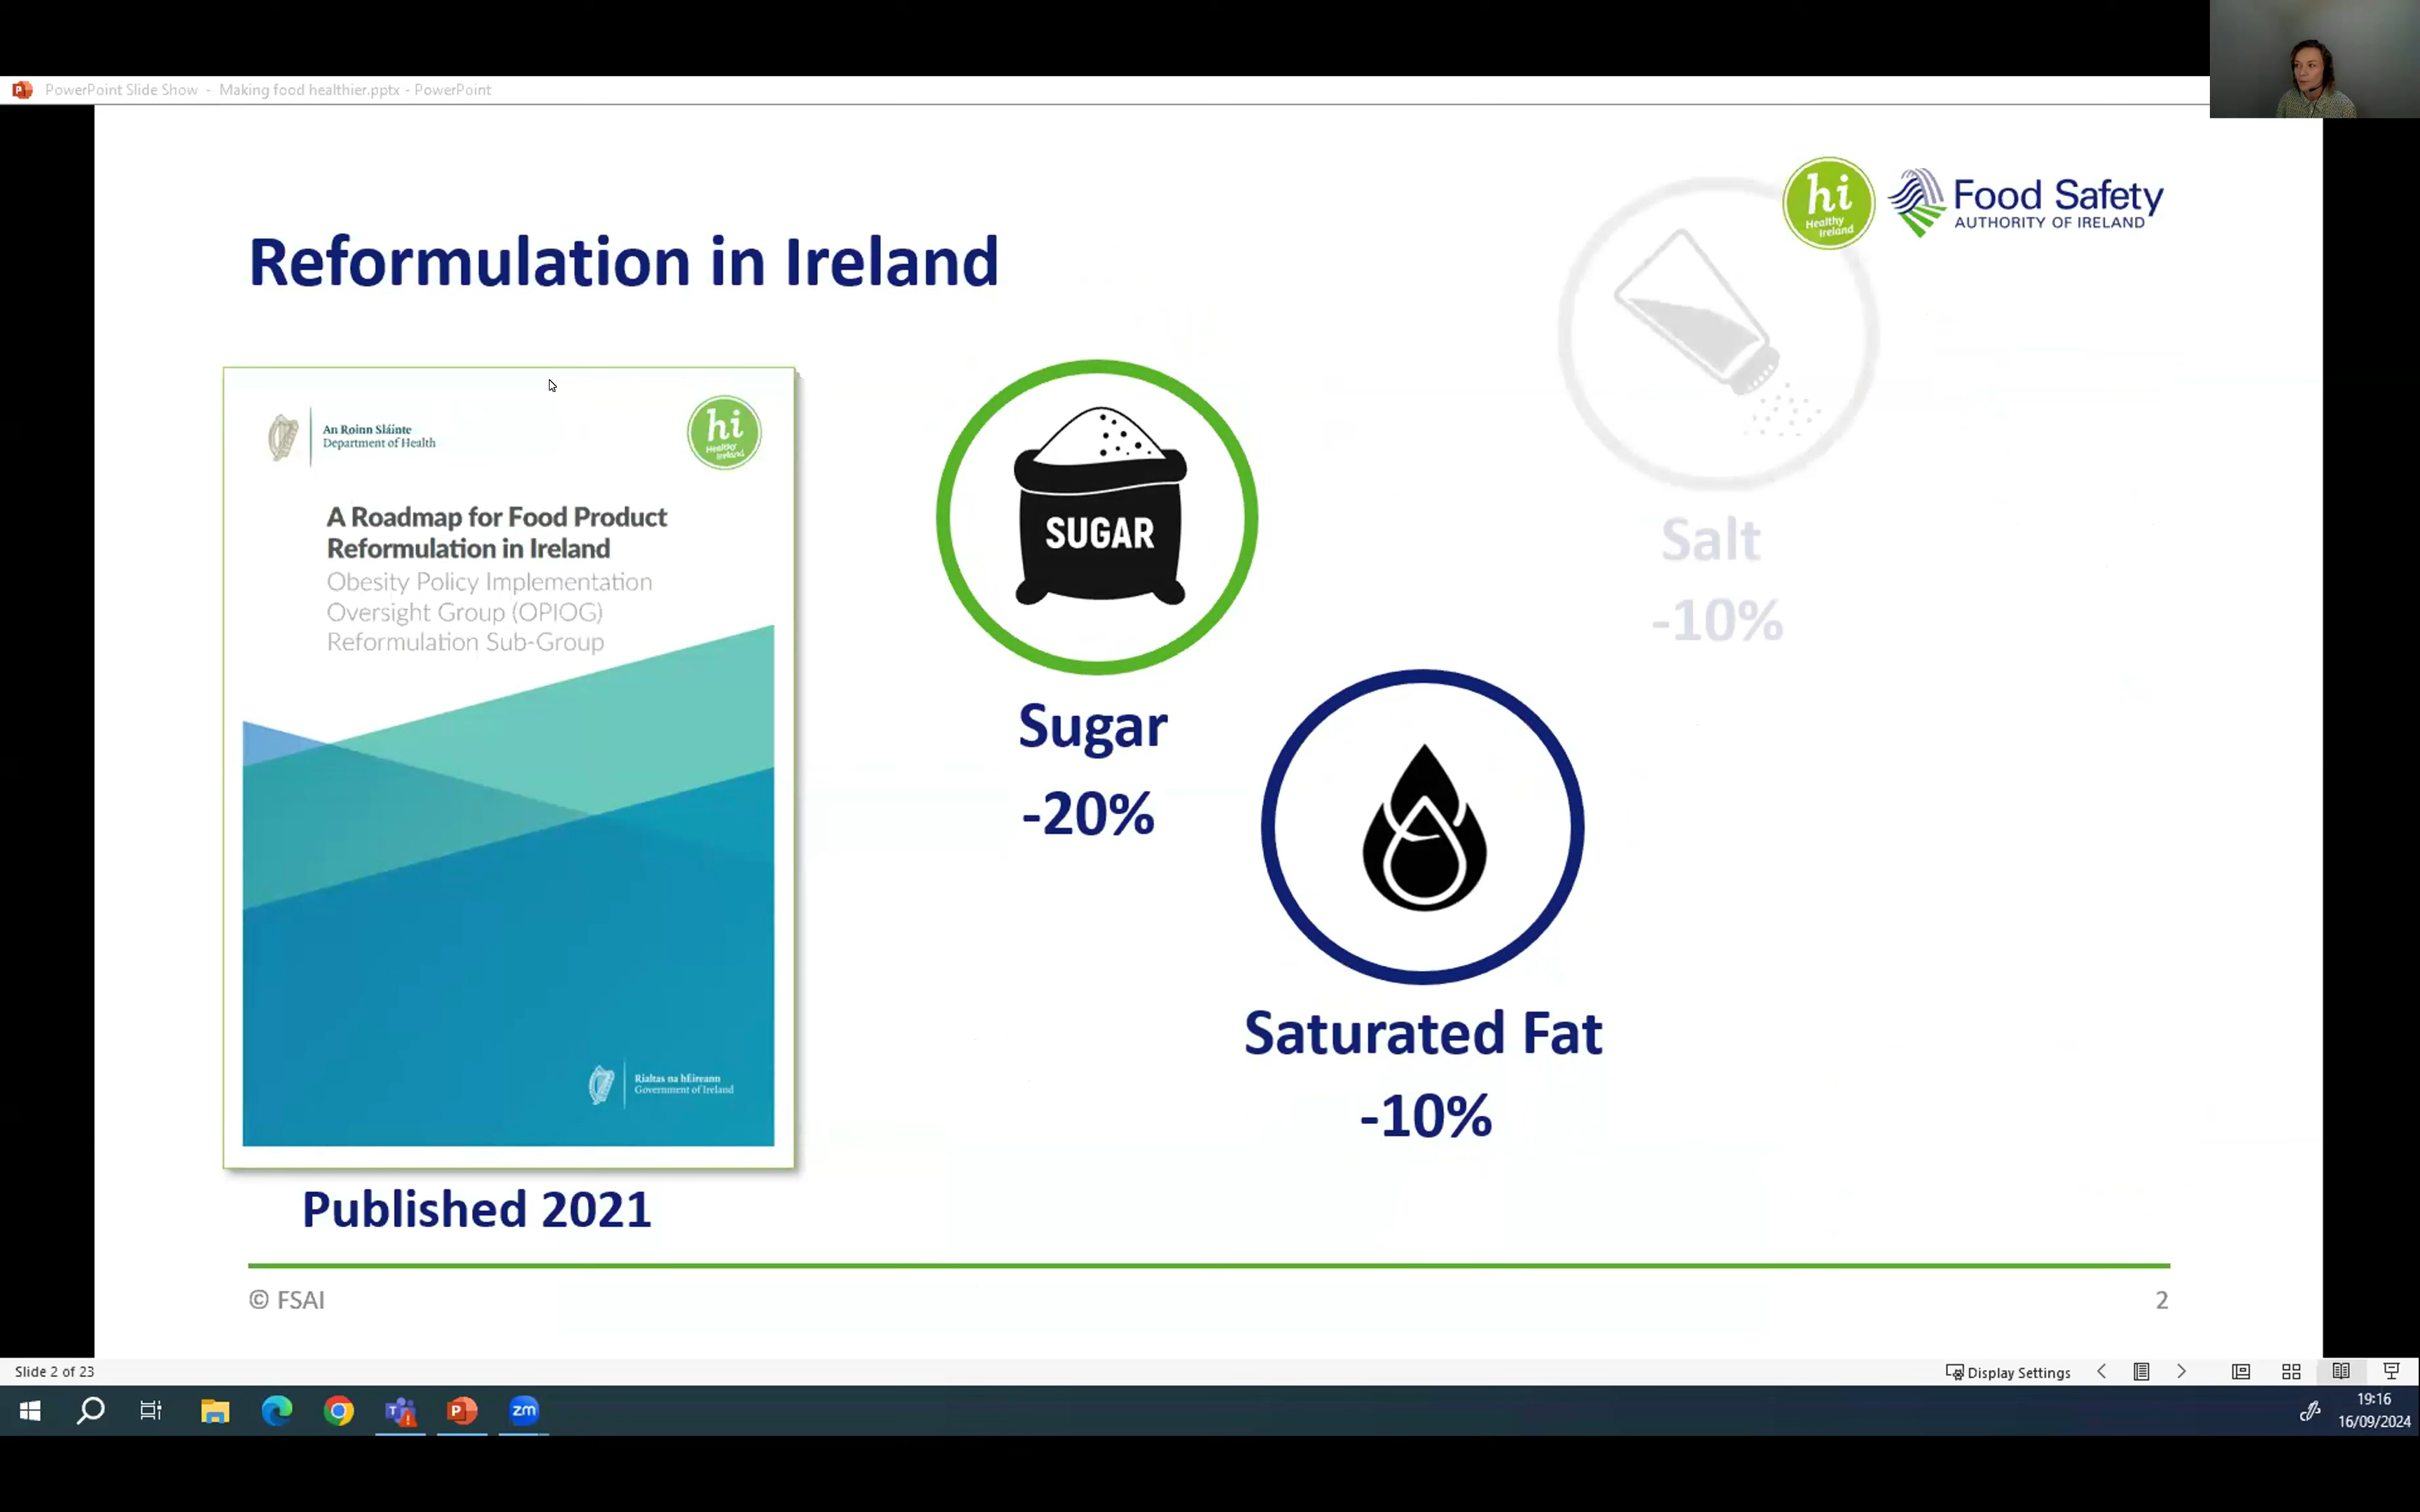 PowerPoint Slide Show - Making food healthier.pptx - PowerPoint
hi
Healthy
Ireland
Food Safety
AUTHORITY OF IRELAND
Reformulation in Ireland
An Roinn Sláinte
Department of Health
hi
Healthy
Ireland
A Roadmap for Food Product
Reformulation in Ireland
Obesity Policy Implementation
Oversight Group (OPIOG)
Reformulation Sub-Group
Rialtas na hÉireann
Government of Ireland
Published 2021
SUGAR
Sugar
-20%
Saturated Fat
-10%
Salt
-10%
© FSAI
2
Slide 2 of 23
Display Settings
T
P
zm
19:16
16/09/2024